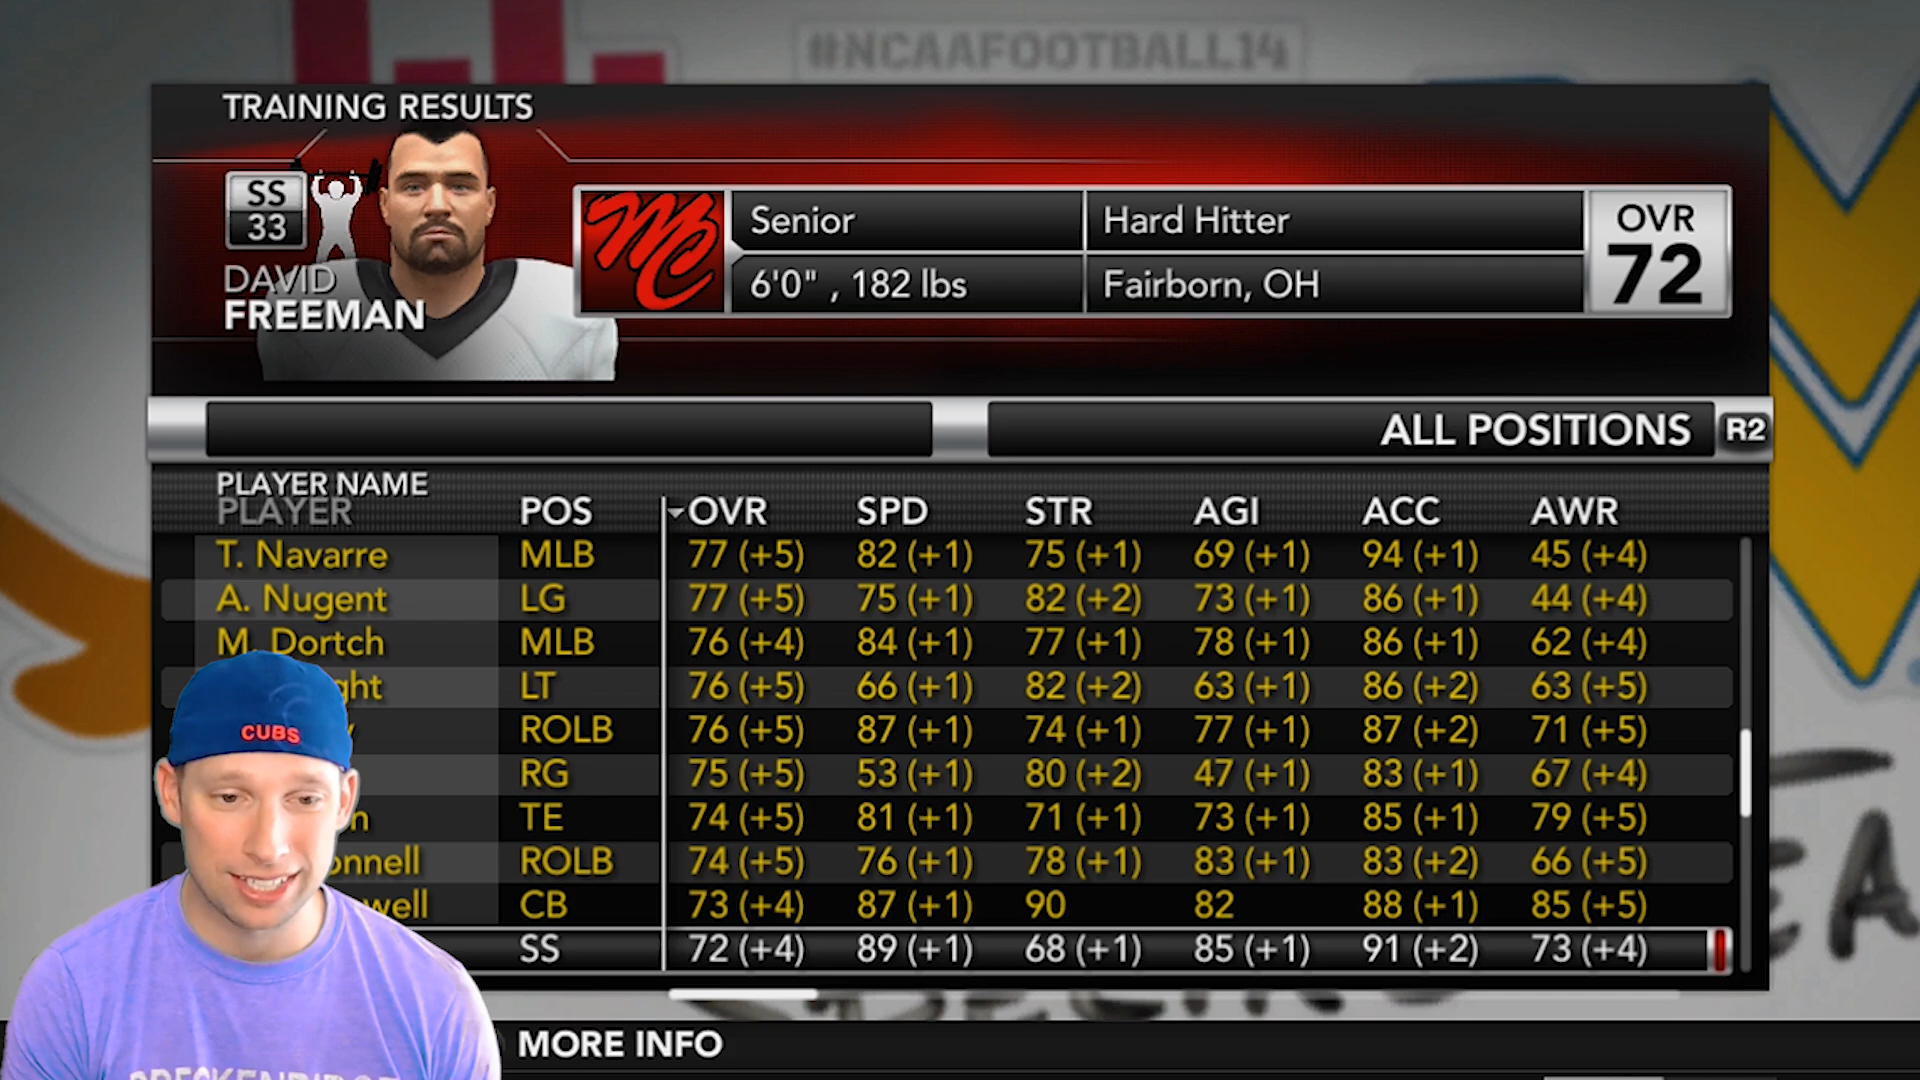 #NCAAFOOTBALL14
TRAINING RESULTS
SS
33
DAVID
FREEMAN
MC
Senior
Hard Hitter
6'0" , 182 lbs
Fairborn, OH
OVR
72
ALL POSITIONS R2
PLAYER NAME
PLAYER POS OVR SPD STR AGI ACC AWR
T. Navarre MLB 77 (+5) 82 (+1) 75 (+1) 69 (+1) 94 (+1) 45 (+4)
A. Nugent LG 77 (+5) 75 (+1) 82 (+2) 73 (+1) 86 (+1) 44 (+4)
M. Dortch MLB 76 (+4) 84 (+1) 77 (+1) 78 (+1) 86 (+1) 62 (+4)
ght LT 76 (+5) 66 (+1) 82 (+2) 63 (+1) 86 (+2) 63 (+5)
y ROLB 76 (+5) 87 (+1) 74 (+1) 77 (+1) 87 (+2) 71 (+5)
RG 75 (+5) 53 (+1) 80 (+2) 47 (+1) 83 (+1) 67 (+4)
n TE 74 (+5) 81 (+1) 71 (+1) 73 (+1) 85 (+1) 79 (+5)
onnell ROLB 74 (+5) 76 (+1) 78 (+1) 83 (+1) 83 (+2) 66 (+5)
well CB 73 (+4) 87 (+1) 90 82 88 (+1) 85 (+5)
SS 72 (+4) 89 (+1) 68 (+1) 85 (+1) 91 (+2) 73 (+4)
CUBS
MORE INFO